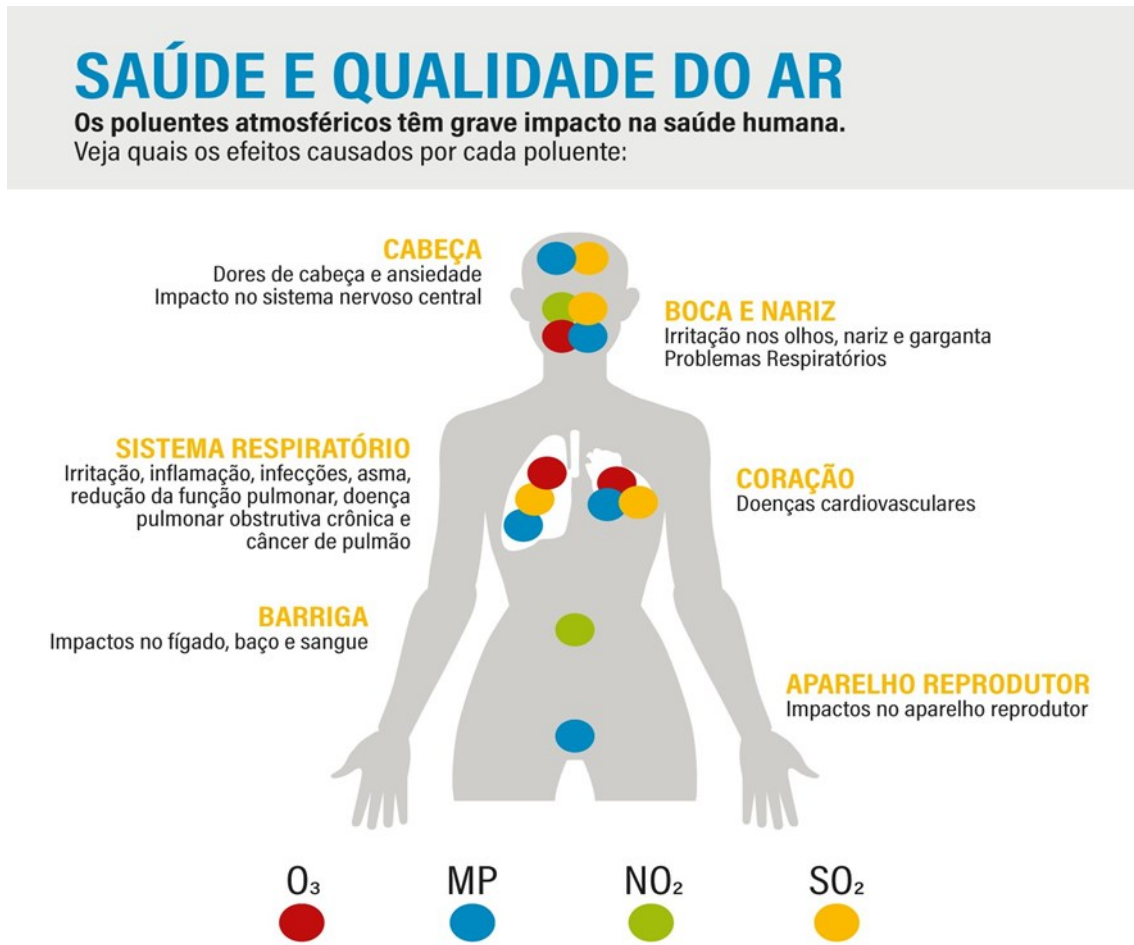 SAÚDE E QUALIDADE DO AR
Os poluentes atmosféricos têm grave impacto na saúde humana.
Veja quais os efeitos causados por cada poluente:
CABEÇA
Dores de cabeça e ansiedade
Impacto no sistema nervoso central
BOCA E NARIZ
Irritação nos olhos, nariz e garganta
Problemas Respiratórios
SISTEMA RESPIRATÓRIO
Irritação, inflamação, infecções, asma,
redução da função pulmonar, doença
pulmonar obstrutiva crônica e
câncer de pulmão
CORAÇÃO
Doenças cardiovasculares
BARRIGA
Impactos no fígado, baço e sangue
APARELHO REPRODUTOR
Impactos no aparelho reprodutor
O₃ MP NO₂ SO₂